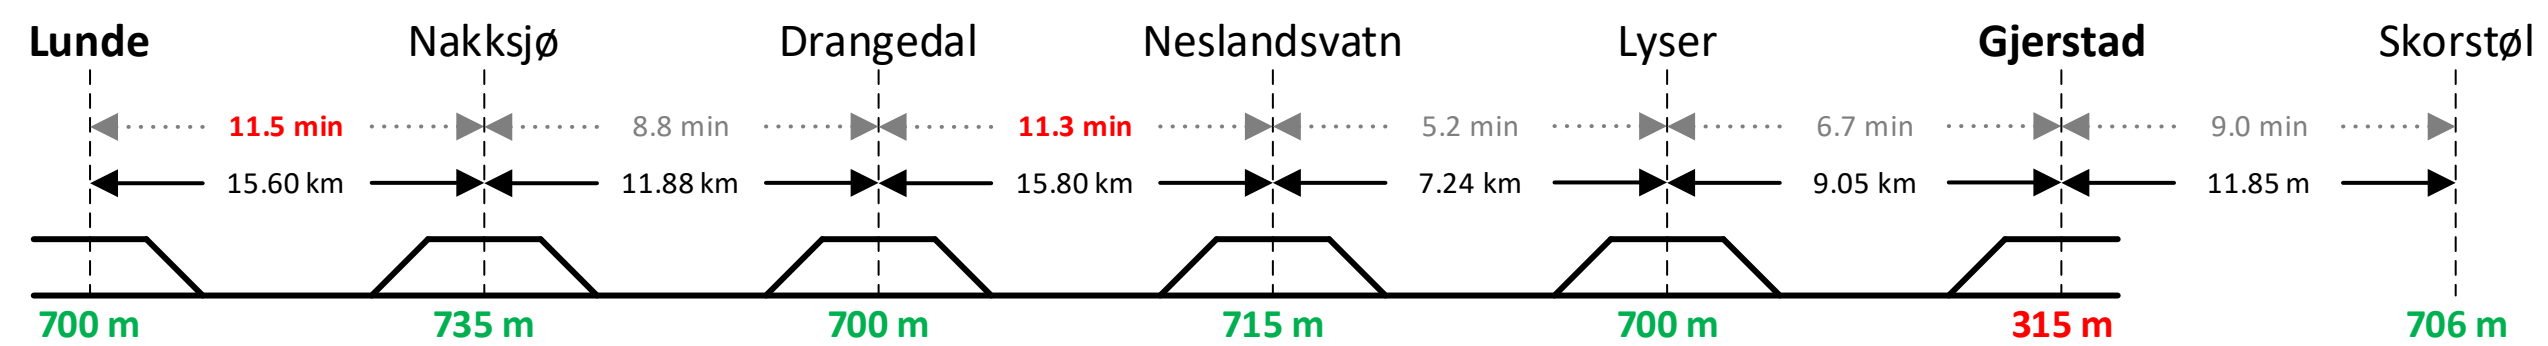 Lunde Nakksjø Drangedal Neslandsvatn Lyser Gjerstad Skorstøl
11.5 min 8.8 min 11.3 min 5.2 min 6.7 min 9.0 min
15.60 km 11.88 km 15.80 km 7.24 km 9.05 km 11.85 m
700 m 735 m 700 m 715 m 700 m 315 m 706 m